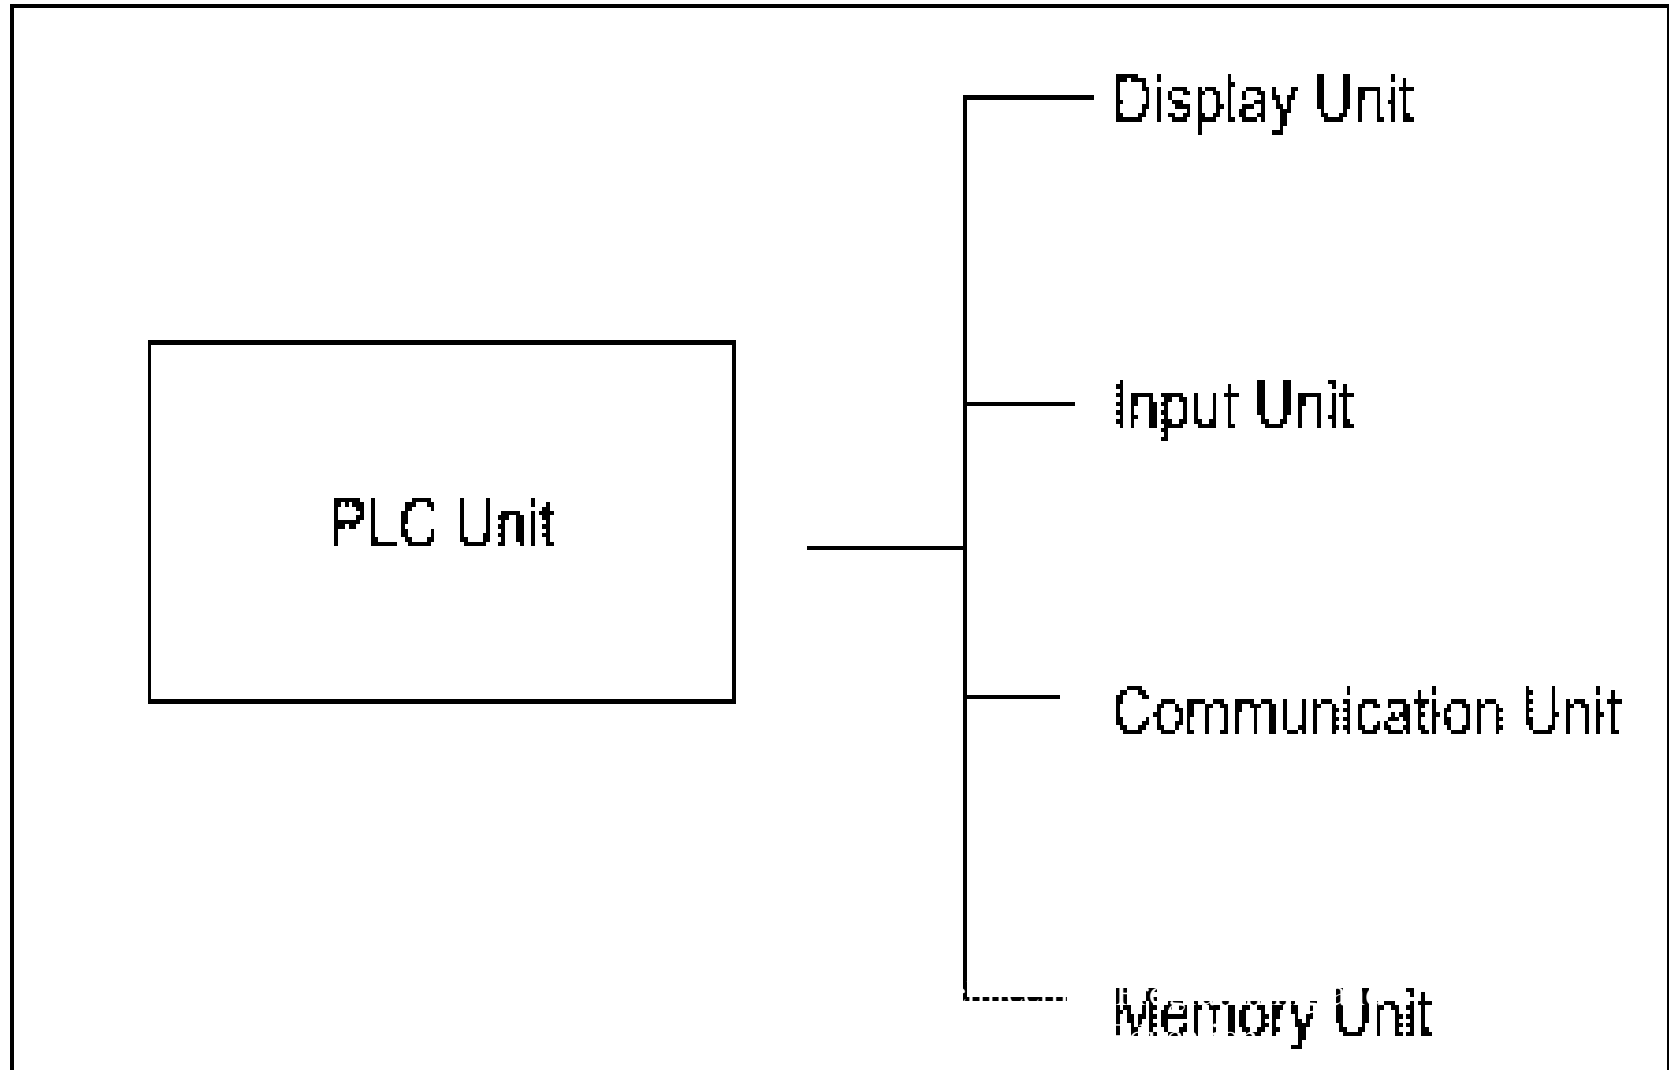 Display Unit
Input Unit
PLC Unit
Communication Unit
Memory Unit